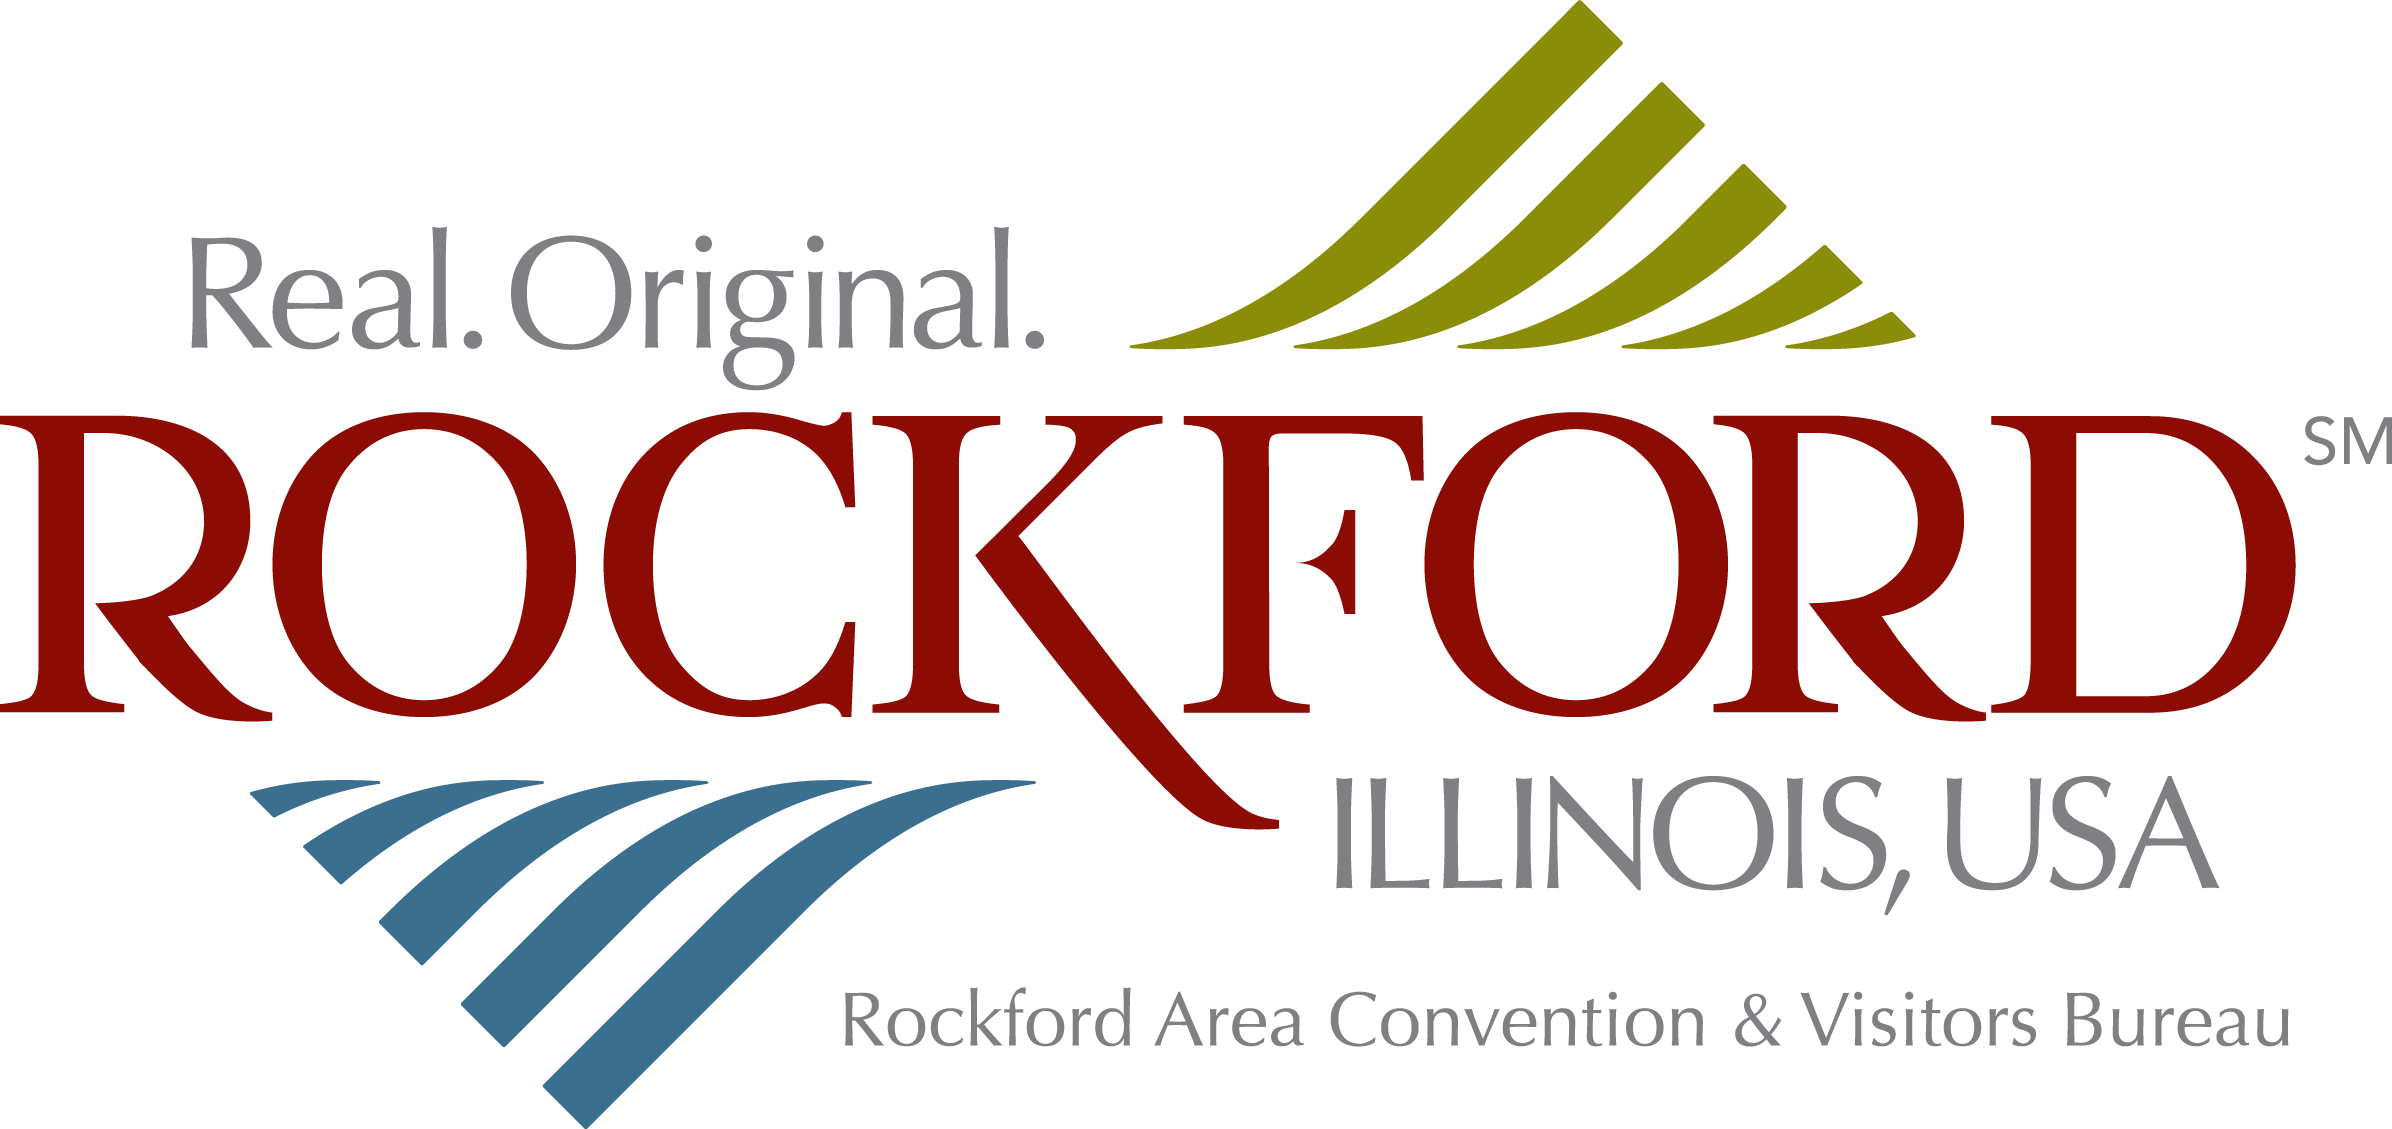 Real. Original.
ROCKFORD SM
ILLINOIS, USA
Rockford Area Convention & Visitors Bureau